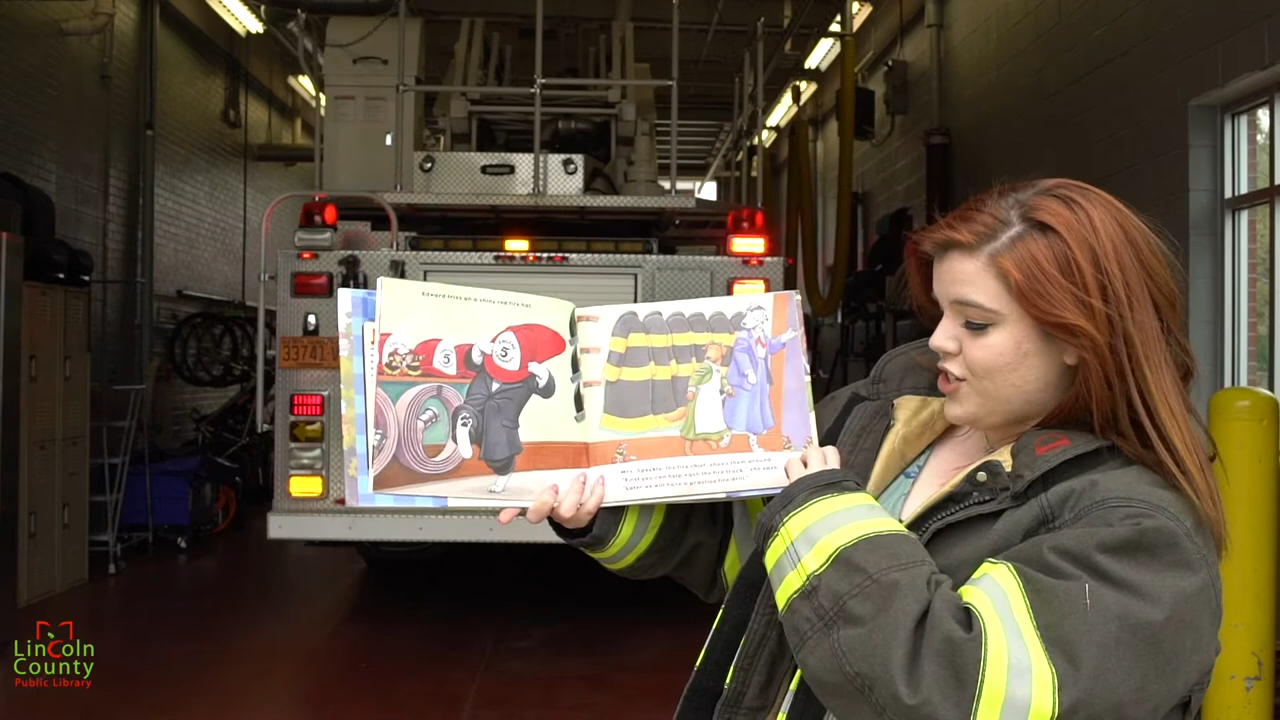 Edward tries on a shiny red fire hat.
5
5
Mrs. Speckle, the fire chief, shows them around.
"First you can help wash the fire truck," she says.
"Later we will have a practice fire drill."
33741
LinColn
County
Public Library